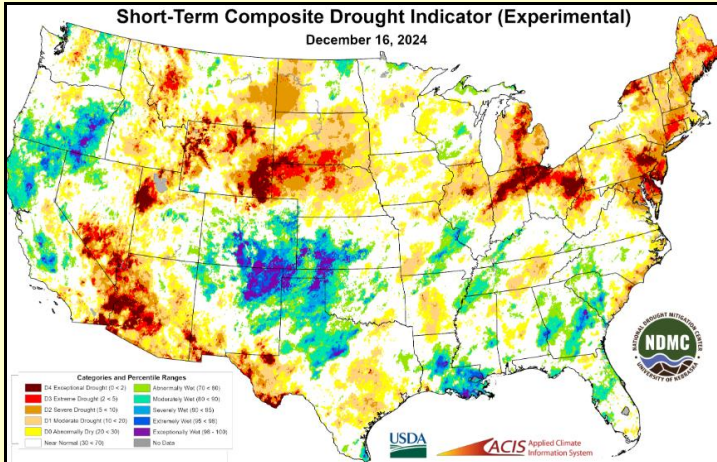 Short-Term Composite Drought Indicator (Experimental)
December 16, 2024
Categories and Percentile Ranges
D4 Exceptional Drought (0 < 2)
D3 Extreme Drought (2 < 5)
D2 Severe Drought (5 < 10)
D1 Moderate Drought (10 < 20)
D0 Abnormally Dry (20 < 30)
Near Normal (30 < 70)
Abnormally Wet (70 < 80)
Moderately Wet (80 < 90)
Severely Wet (90 < 95)
Extremely Wet (95 < 98)
Exceptionally Wet (98 - 100)
No Data
NATIONAL DROUGHT MITIGATION CENTER
NDMC
UNIVERSITY OF NEBRASKA
USDA
ACIS Applied Climate
Information System